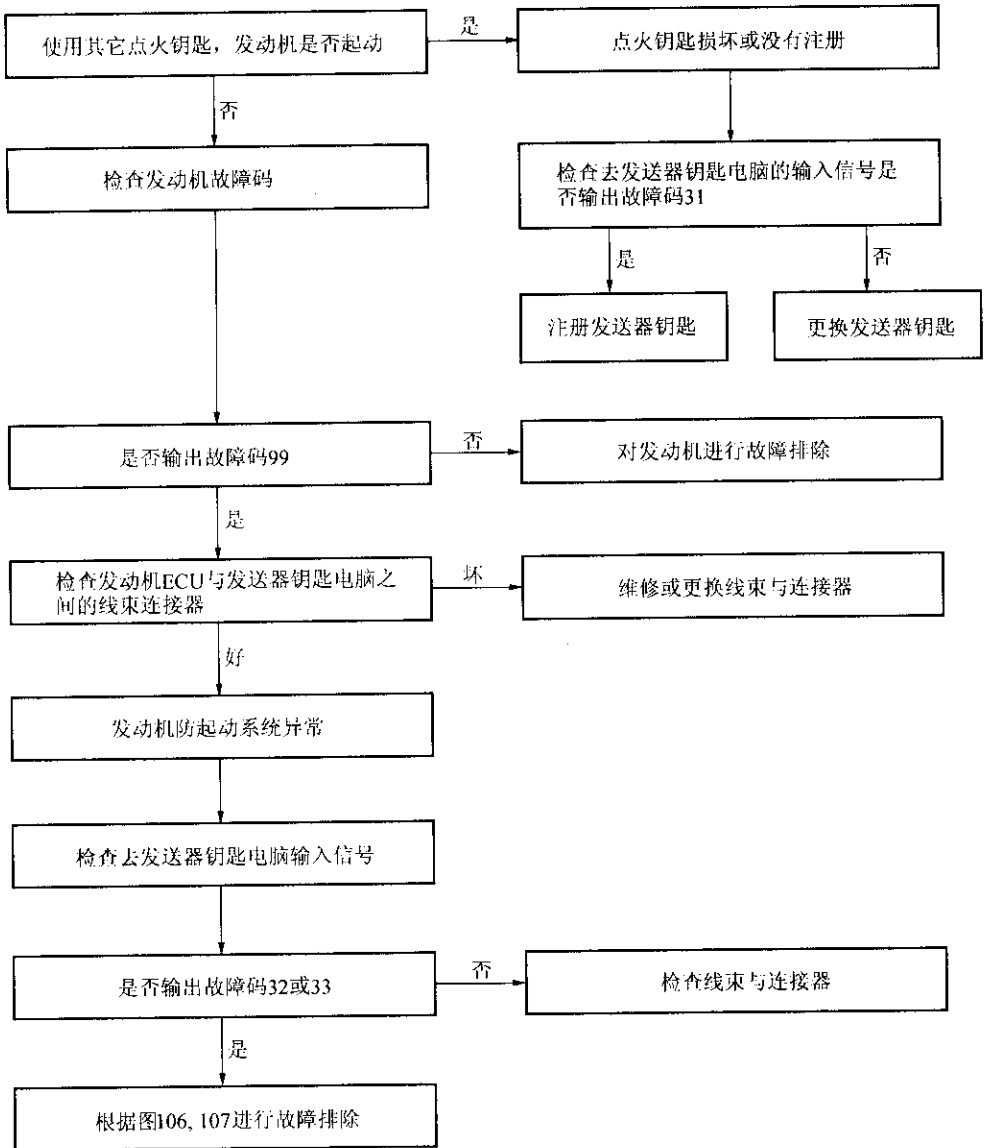 使用其它点火钥匙，发动机是否起动
是
点火钥匙损坏或没有注册
否
检查发动机故障码
检查去发送器钥匙电脑的输入信号是
否输出故障码31
是
否
注册发送器钥匙
更换发送器钥匙
是否输出故障码99
否
对发动机进行故障排除
是
检查发动机ECU与发送器钥匙电脑之
间的线束连接器
坏
维修或更换线束与连接器
好
发动机防起动系统异常
检查去发送器钥匙电脑输入信号
是否输出故障码32或33
否
检查线束与连接器
是
根据图106, 107进行故障排除